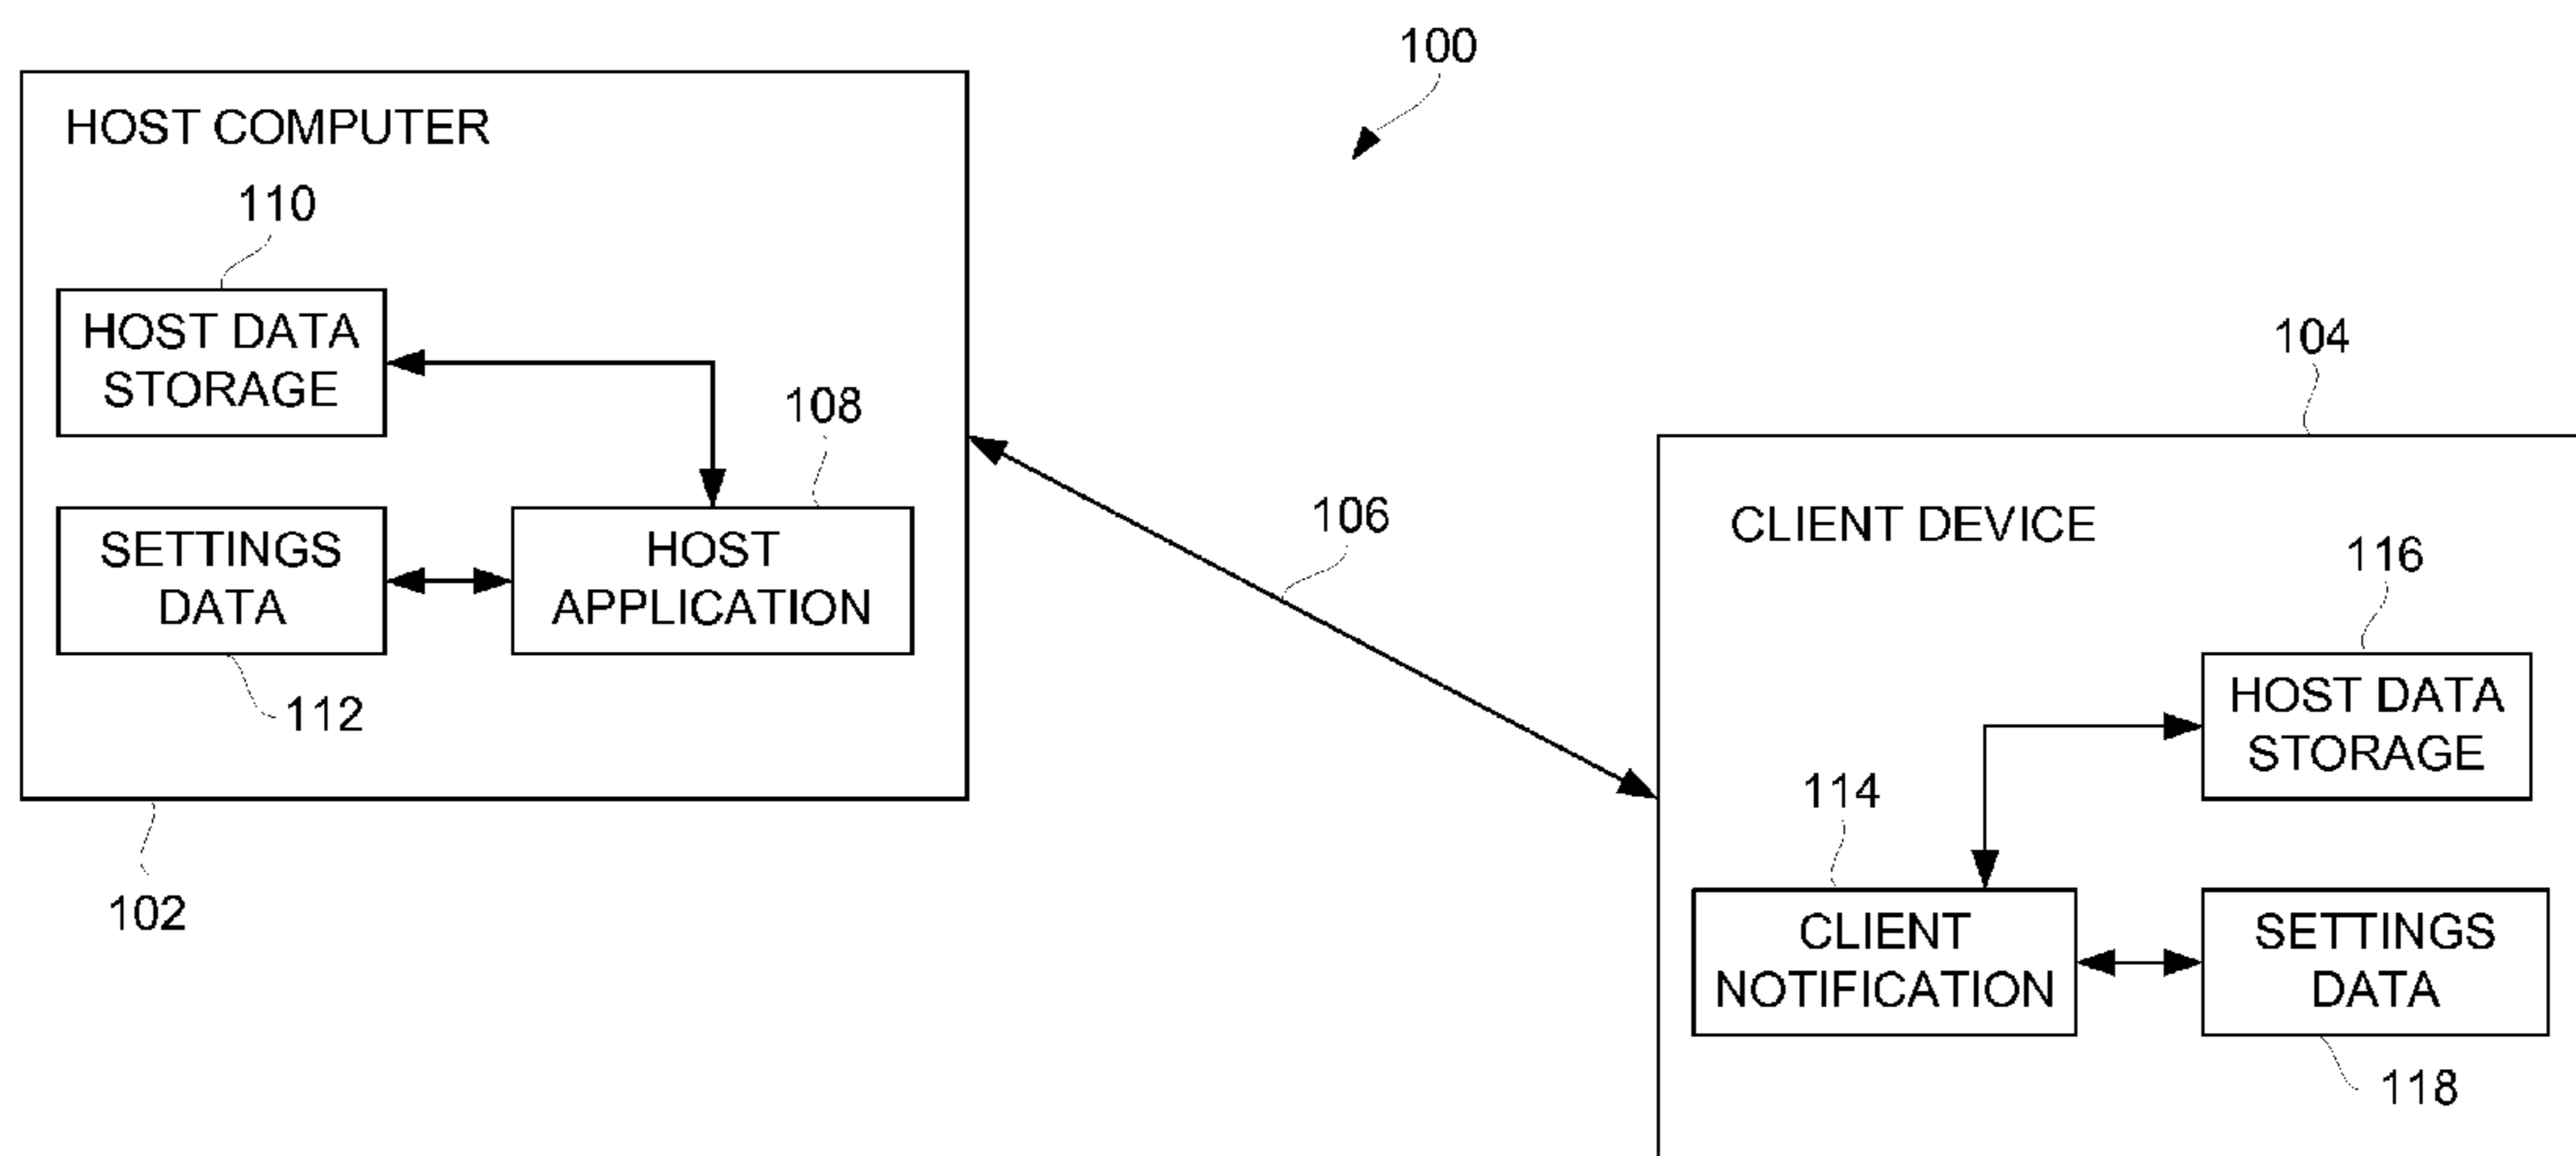 100
HOST COMPUTER
110
HOST DATA
STORAGE
108
SETTINGS
DATA
HOST
APPLICATION
112
102
106
104
CLIENT DEVICE
116
HOST DATA
STORAGE
114
CLIENT
NOTIFICATION
SETTINGS
DATA
118